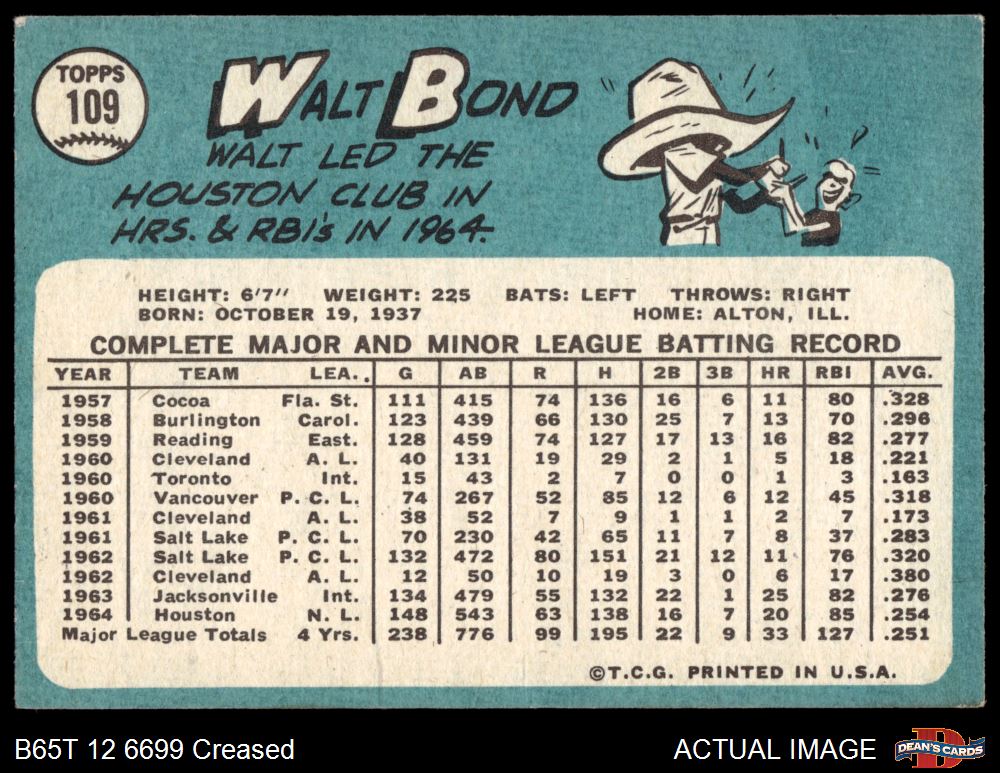 TOPPS
109
WALT BOND
WALT LED THE
HOUSTON CLUB IN
HRS. & RBI's IN 1964.
HEIGHT: 6'7" WEIGHT: 225 BATS: LEFT THROWS: RIGHT
BORN: OCTOBER 19, 1937 HOME: ALTON, ILL.
COMPLETE MAJOR AND MINOR LEAGUE BATTING RECORD
YEAR TEAM LEA. G AB R H 2B 3B HR RBI AVG.
1957 Cocoa Fla. St. 111 415 74 136 16 6 11 80 .328
1958 Burlington Carol. 123 439 66 130 25 7 13 70 .296
1959 Reading East. 128 459 74 127 17 13 16 82 .277
1960 Cleveland A. L. 40 131 19 29 2 1 5 18 .221
1960 Toronto Int. 15 43 2 7 0 0 1 3 .163
1960 Vancouver P. C. L. 74 267 52 85 12 6 12 45 .318
1961 Cleveland A. L. 38 52 7 9 1 1 2 7 .173
1961 Salt Lake P. C. L. 70 230 42 65 11 7 8 37 .283
1962 Salt Lake P. C. L. 132 472 80 151 21 12 11 76 .320
1962 Cleveland A. L. 12 50 10 19 3 0 6 17 .380
1963 Jacksonville Int. 134 479 55 132 22 1 25 82 .276
1964 Houston N. L. 148 543 63 138 16 7 20 85 .254
Major League Totals 4 Yrs. 238 776 99 195 22 9 33 127 .251
©T.C.G. PRINTED IN U.S.A.
B65T 12 6699 Creased ACTUAL IMAGE
DEAN'S CARDS